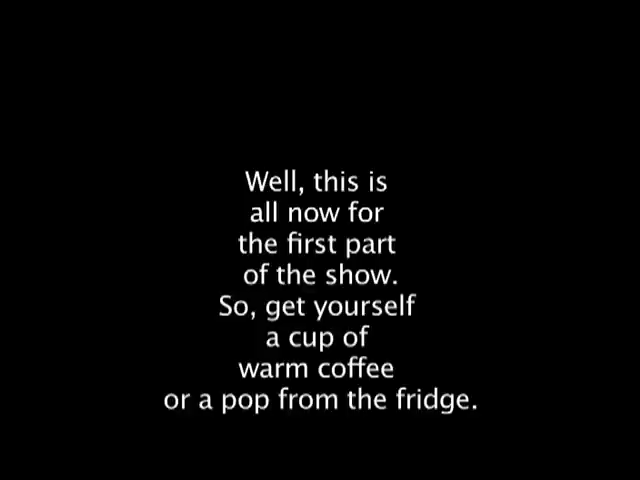 Well, this is
all now for
the first part
of the show.
So, get yourself
a cup of
warm coffee
or a pop from the fridge.